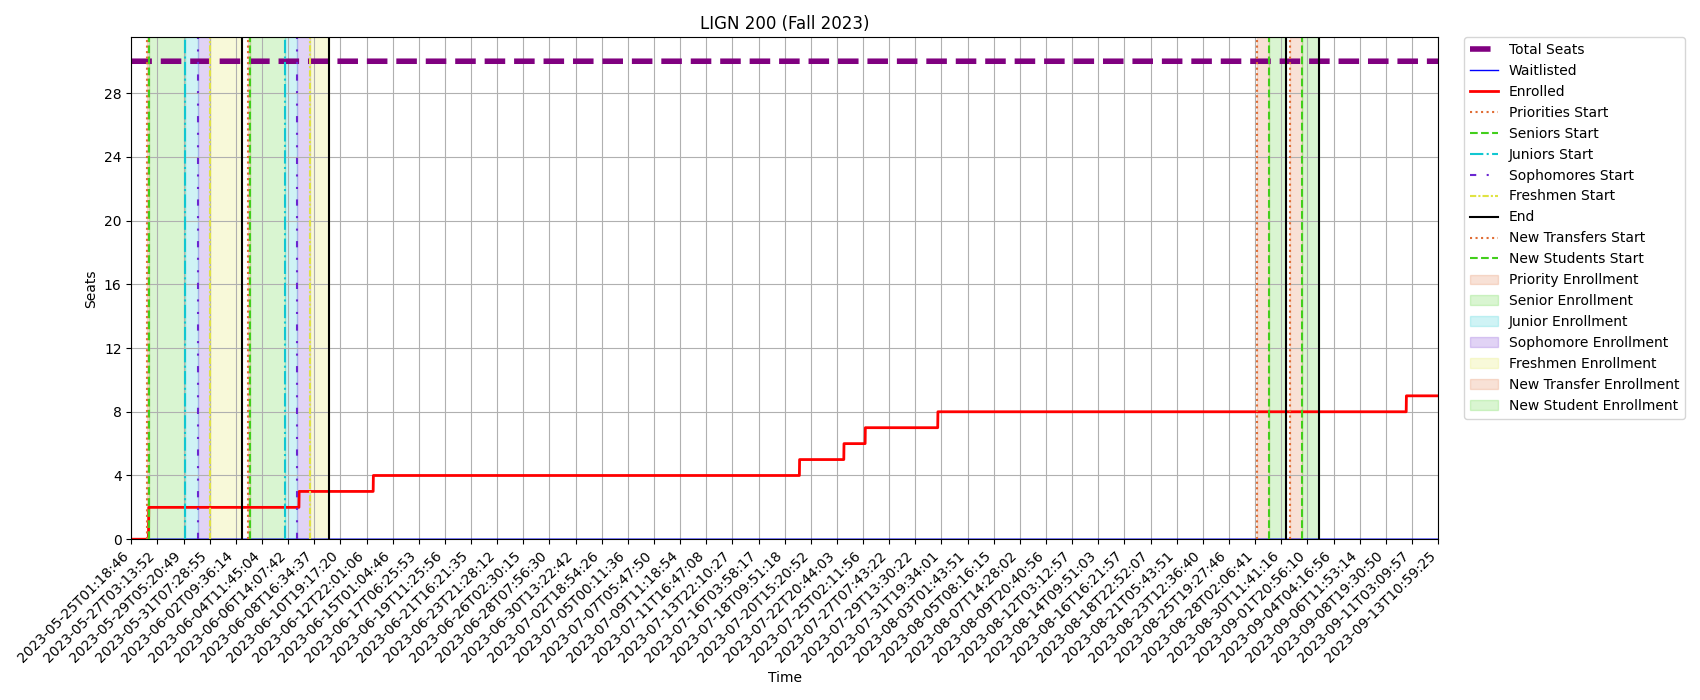 LIGN 200 (Fall 2023)
28
24
20
16
12
8
4
0
Seats
2023-05-25T01:18:46
2023-05-27T03:13:52
2023-05-29T05:20:49
2023-05-31T07:28:55
2023-06-02T09:36:14
2023-06-04T11:45:04
2023-06-06T14:07:42
2023-06-08T16:34:37
2023-06-10T19:17:20
2023-06-12T22:01:06
2023-06-15T01:04:46
2023-06-17T06:25:53
2023-06-19T11:25:56
2023-06-21T16:21:35
2023-06-23T21:28:12
2023-06-26T02:30:15
2023-06-28T07:56:30
2023-06-30T13:22:42
2023-07-02T18:54:26
2023-07-05T00:11:36
2023-07-07T05:47:50
2023-07-09T11:18:54
2023-07-11T16:47:08
2023-07-13T22:10:27
2023-07-16T03:58:17
2023-07-18T09:51:18
2023-07-20T15:20:52
2023-07-22T20:44:03
2023-07-25T02:11:56
2023-07-27T07:43:22
2023-07-29T13:30:22
2023-07-31T19:34:01
2023-08-03T01:43:51
2023-08-05T08:16:15
2023-08-07T14:28:02
2023-08-09T20:40:56
2023-08-12T03:12:57
2023-08-14T09:51:03
2023-08-16T16:21:57
2023-08-18T22:52:07
2023-08-21T05:43:51
2023-08-23T12:36:40
2023-08-25T19:27:46
2023-08-28T02:06:41
2023-08-30T11:41:16
2023-09-01T20:56:10
2023-09-04T04:16:56
2023-09-06T11:53:14
2023-09-08T19:30:50
2023-09-11T03:09:57
2023-09-13T10:59:25
Time
Total Seats
Waitlisted
Enrolled
Priorities Start
Seniors Start
Juniors Start
Sophomores Start
Freshmen Start
End
New Transfers Start
New Students Start
Priority Enrollment
Senior Enrollment
Junior Enrollment
Sophomore Enrollment
Freshmen Enrollment
New Transfer Enrollment
New Student Enrollment